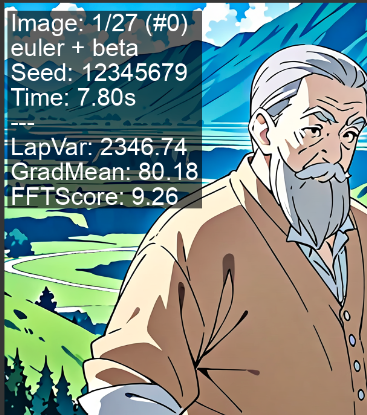 Image: 1/27 (#0)
euler + beta
Seed: 12345679
Time: 7.80s
---
LapVar: 2346.74
GradMean: 80.18
FFTScore: 9.26